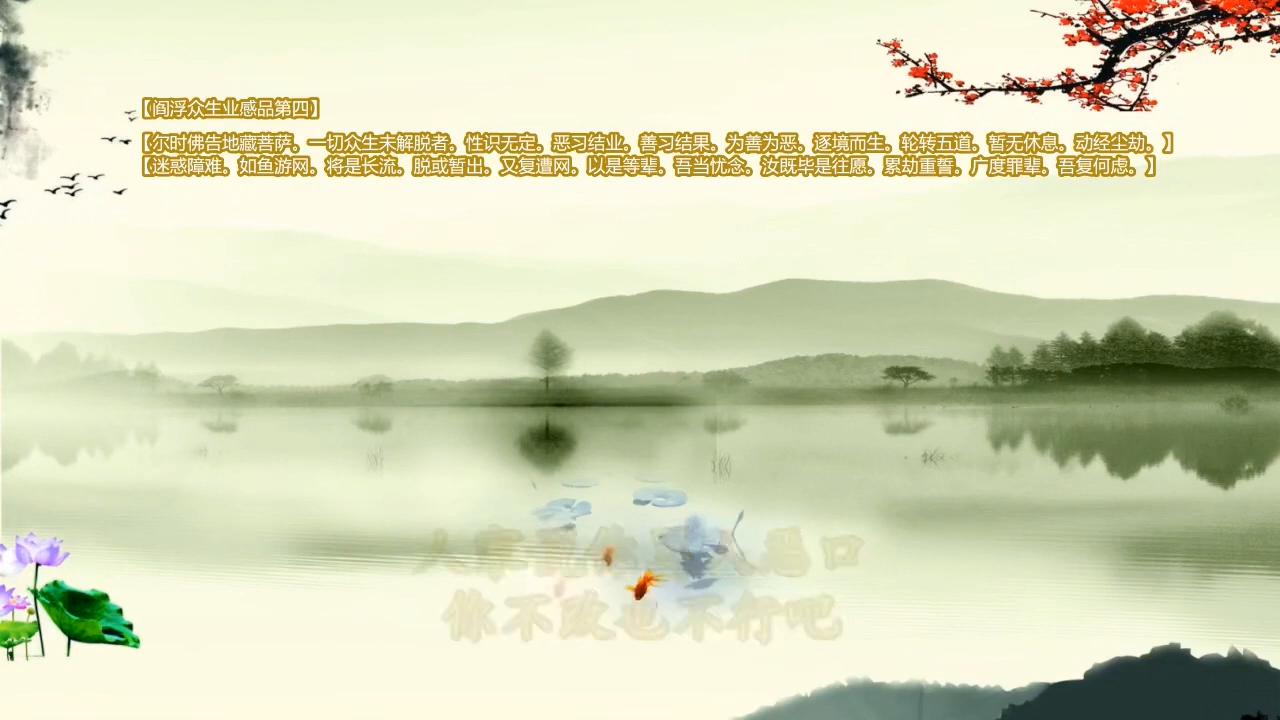 【阎浮众生业感品第四】
【尔时佛告地藏菩萨。一切众生未解脱者。性识无定。恶习结业。善习结果。为善为恶。逐境而生。轮转五道。暂无休息。动经尘劫。】
【迷惑障难。如鱼游网。将是长流。脱或暂出。又复遭网。以是等辈。吾当忧念。汝既毕是往愿。累劫重誓。广度罪辈。吾复何虑。】
人家 恶口
你不改也不行吧